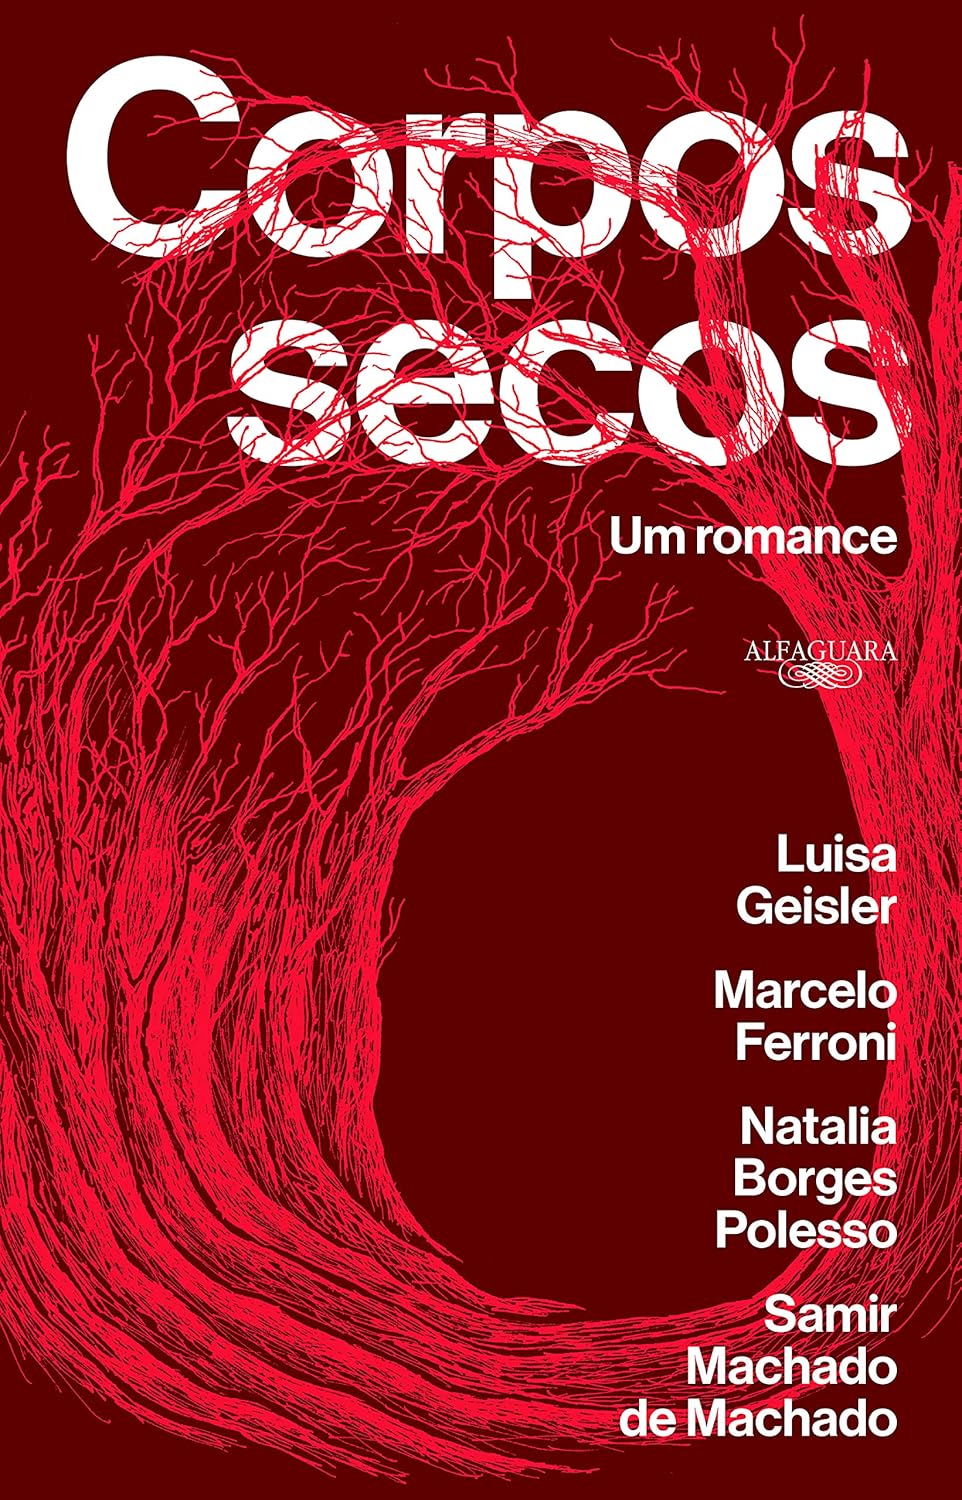 Corpos
secos
Um romance
ALFAGUARA
Luisa
Geisler
Marcelo
Ferroni
Natalia
Borges
Polesso
Samir
Machado
de Machado